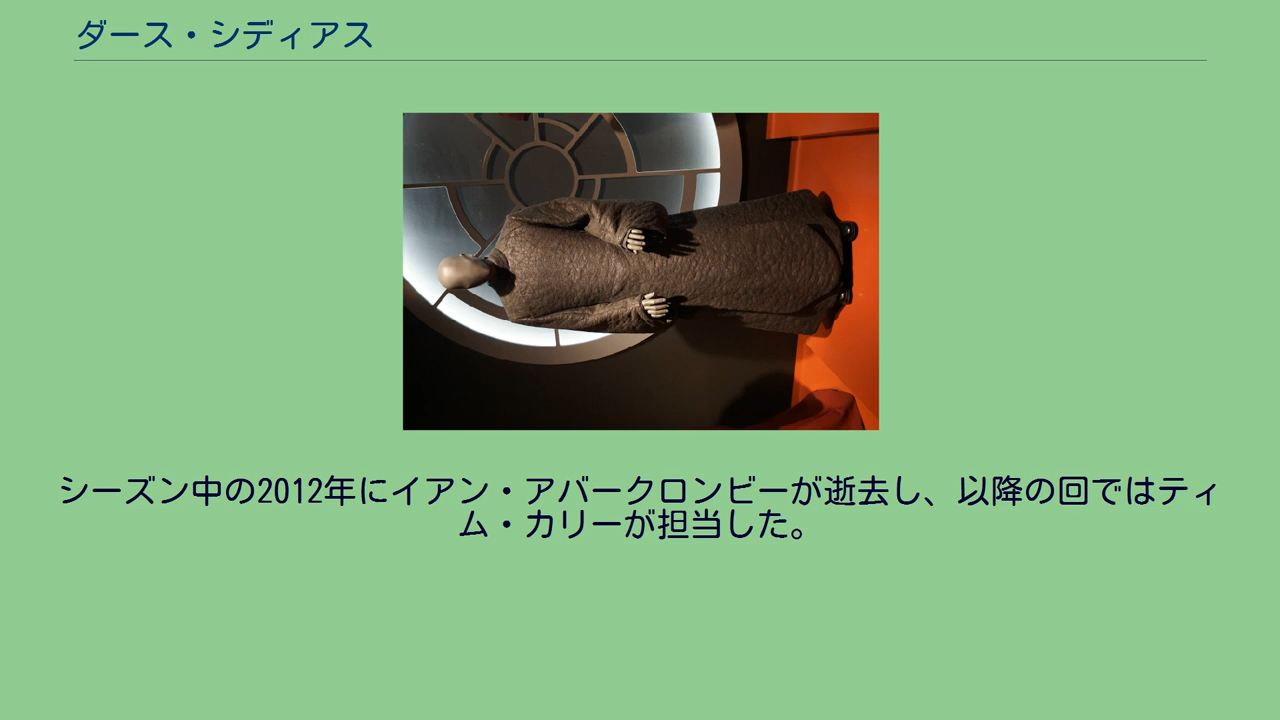 ダース・シディアス
シーズン中の2012年にイアン・アバークロンビーが逝去し、以降の回ではティ
ム・カリーが担当した。